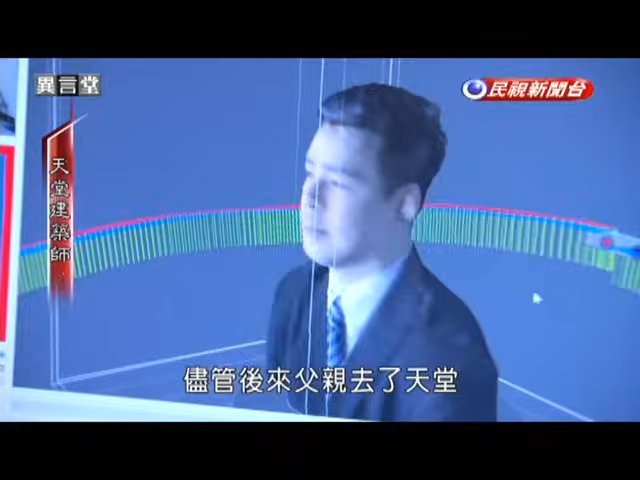 異言堂
民視新聞台
天堂建築師
儘管後來父親去了天堂